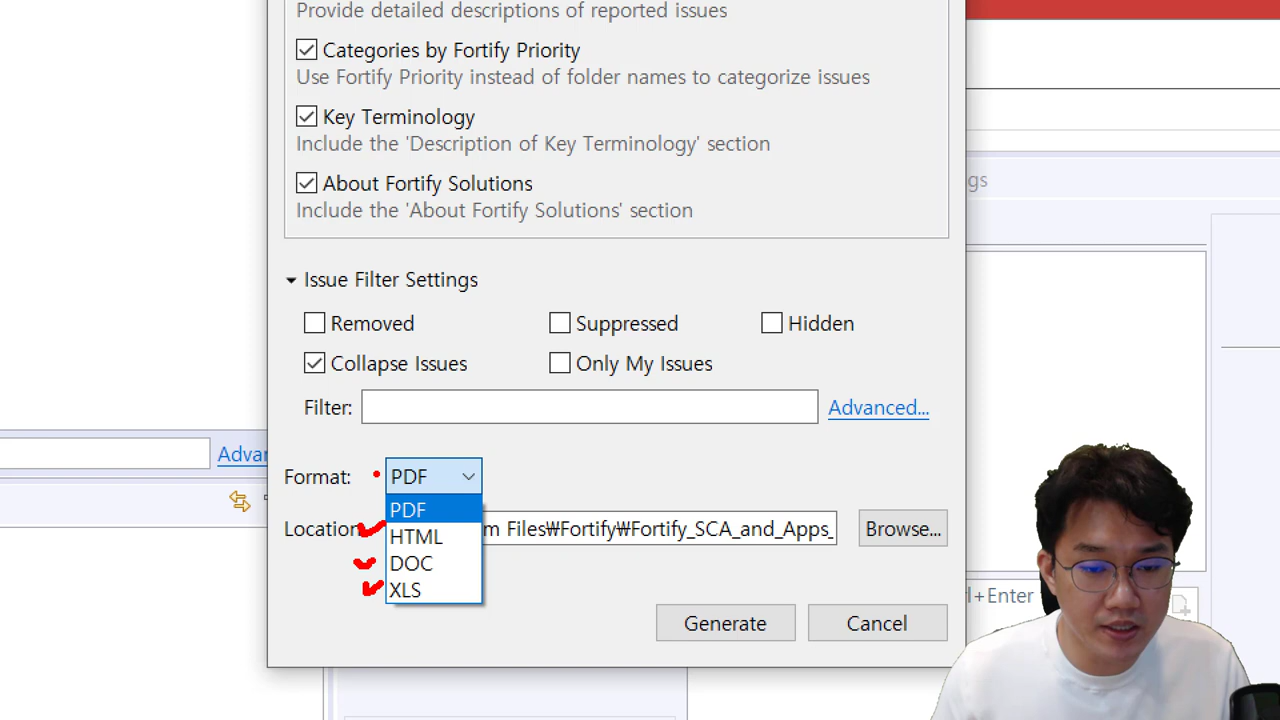 Provide detailed descriptions of reported issues
Categories by Fortify Priority
Use Fortify Priority instead of folder names to categorize issues
Key Terminology
Include the 'Description of Key Terminology' section
About Fortify Solutions
Include the 'About Fortify Solutions' section
gs
Issue Filter Settings
Removed Suppressed Hidden
Collapse Issues Only My Issues
Filter: Advanced...
Advan
Format: PDF
PDF
Location m Files₩Fortify₩Fortify_SCA_and_Apps_ Browse...
HTML
DOC
XLS
l+Enter
Generate Cancel